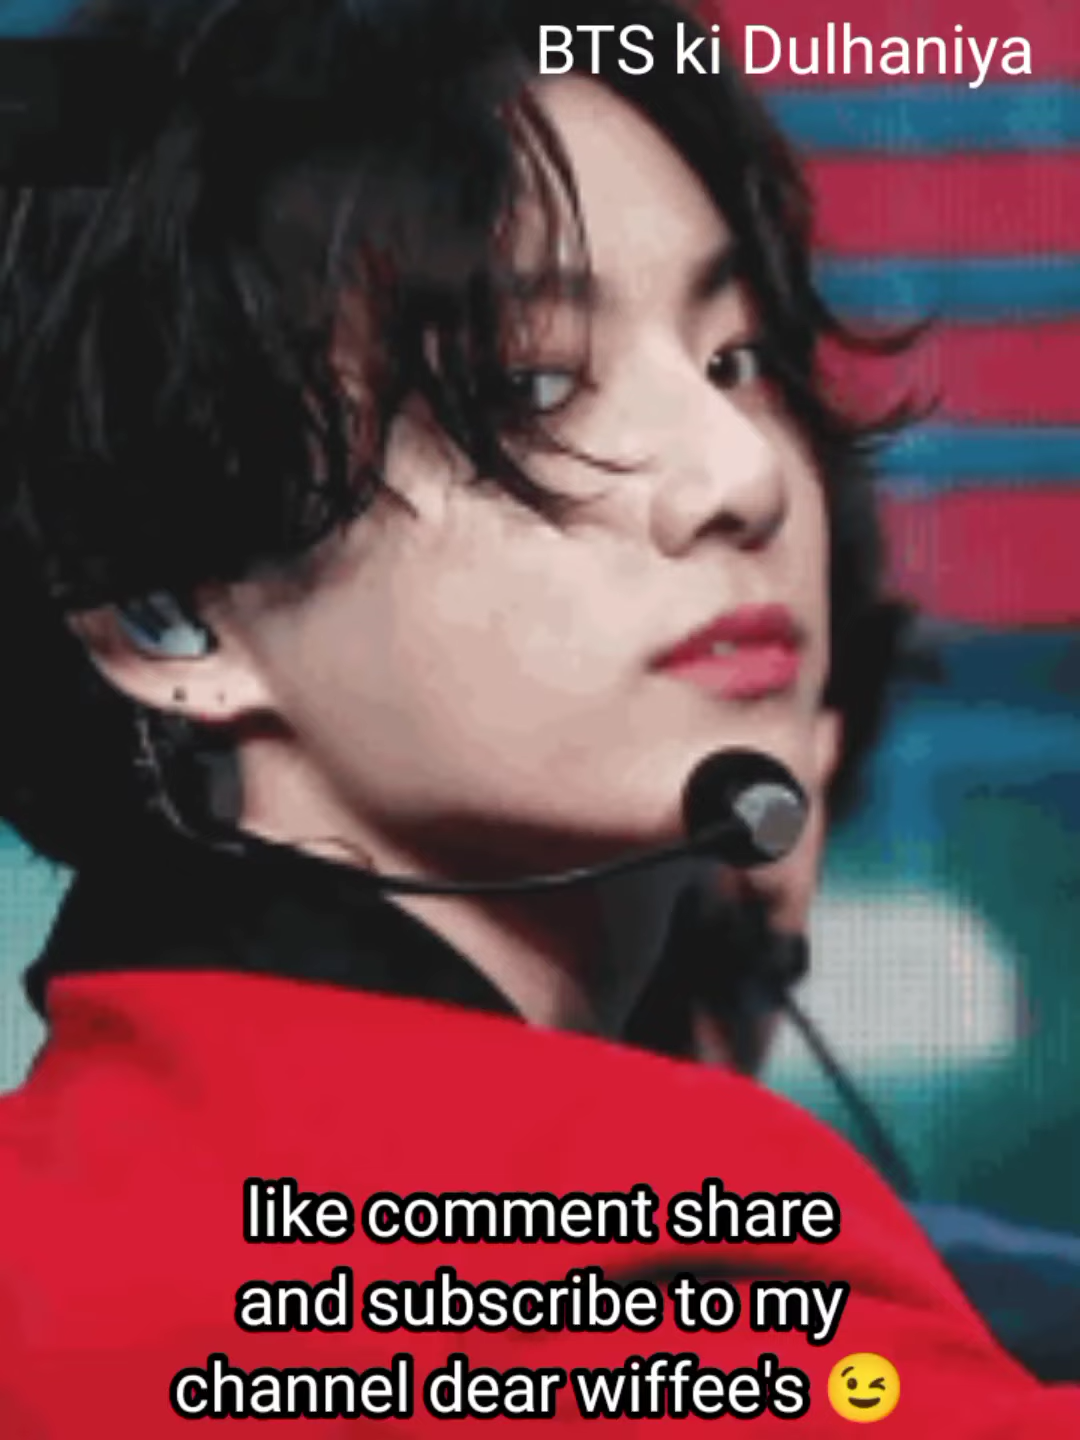 BTS ki Dulhaniya
like comment share
and subscribe to my
channel dear wiffee's 😉